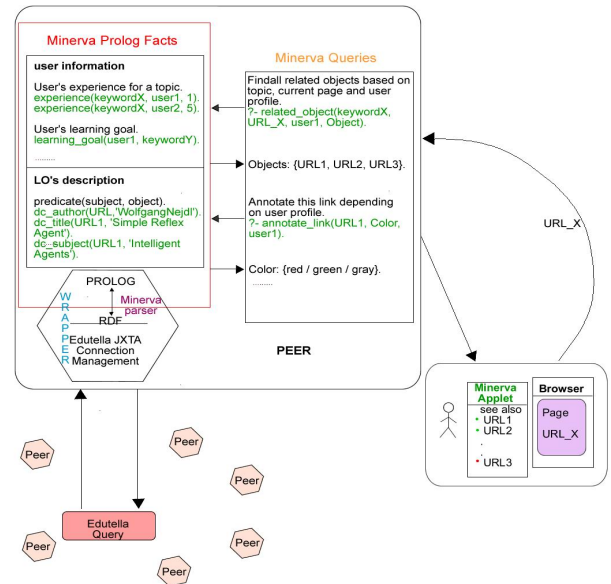 Minerva Prolog Facts
user information
User's experience for a topic.
experience(keywordX, user1, 1).
experience(keywordX, user2, 5).
User's learning goal.
learning_goal(user1, keywordY).
.........
LO's description
predicate(subject, object).
dc_author(URL,'WolfgangNejdl').
dc_title(URL1, 'Simple Reflex
Agent').
dc_subject(URL1, 'Intelligent
Agents').
Minerva Queries
Findall related objects based on
topic, current page and user
profile.
?- related_object(keywordX,
URL_X, user1, Object).
Objects: {URL1, URL2, URL3}.
Annotate this link depending
on user profile.
?- annotate_link(URL1, Color,
user1).
Color: {red / green / gray}.
.........
WRAPPER
PROLOG
Minerva
parser
RDF
Edutella JXTA
Connection
Management
PEER
URL_X
Minerva
Applet
see also
• URL1
• URL2
.
.
• URL3
Browser
Page
URL_X
Peer
Peer
Peer
Edutella
Query
Peer
Peer
Peer